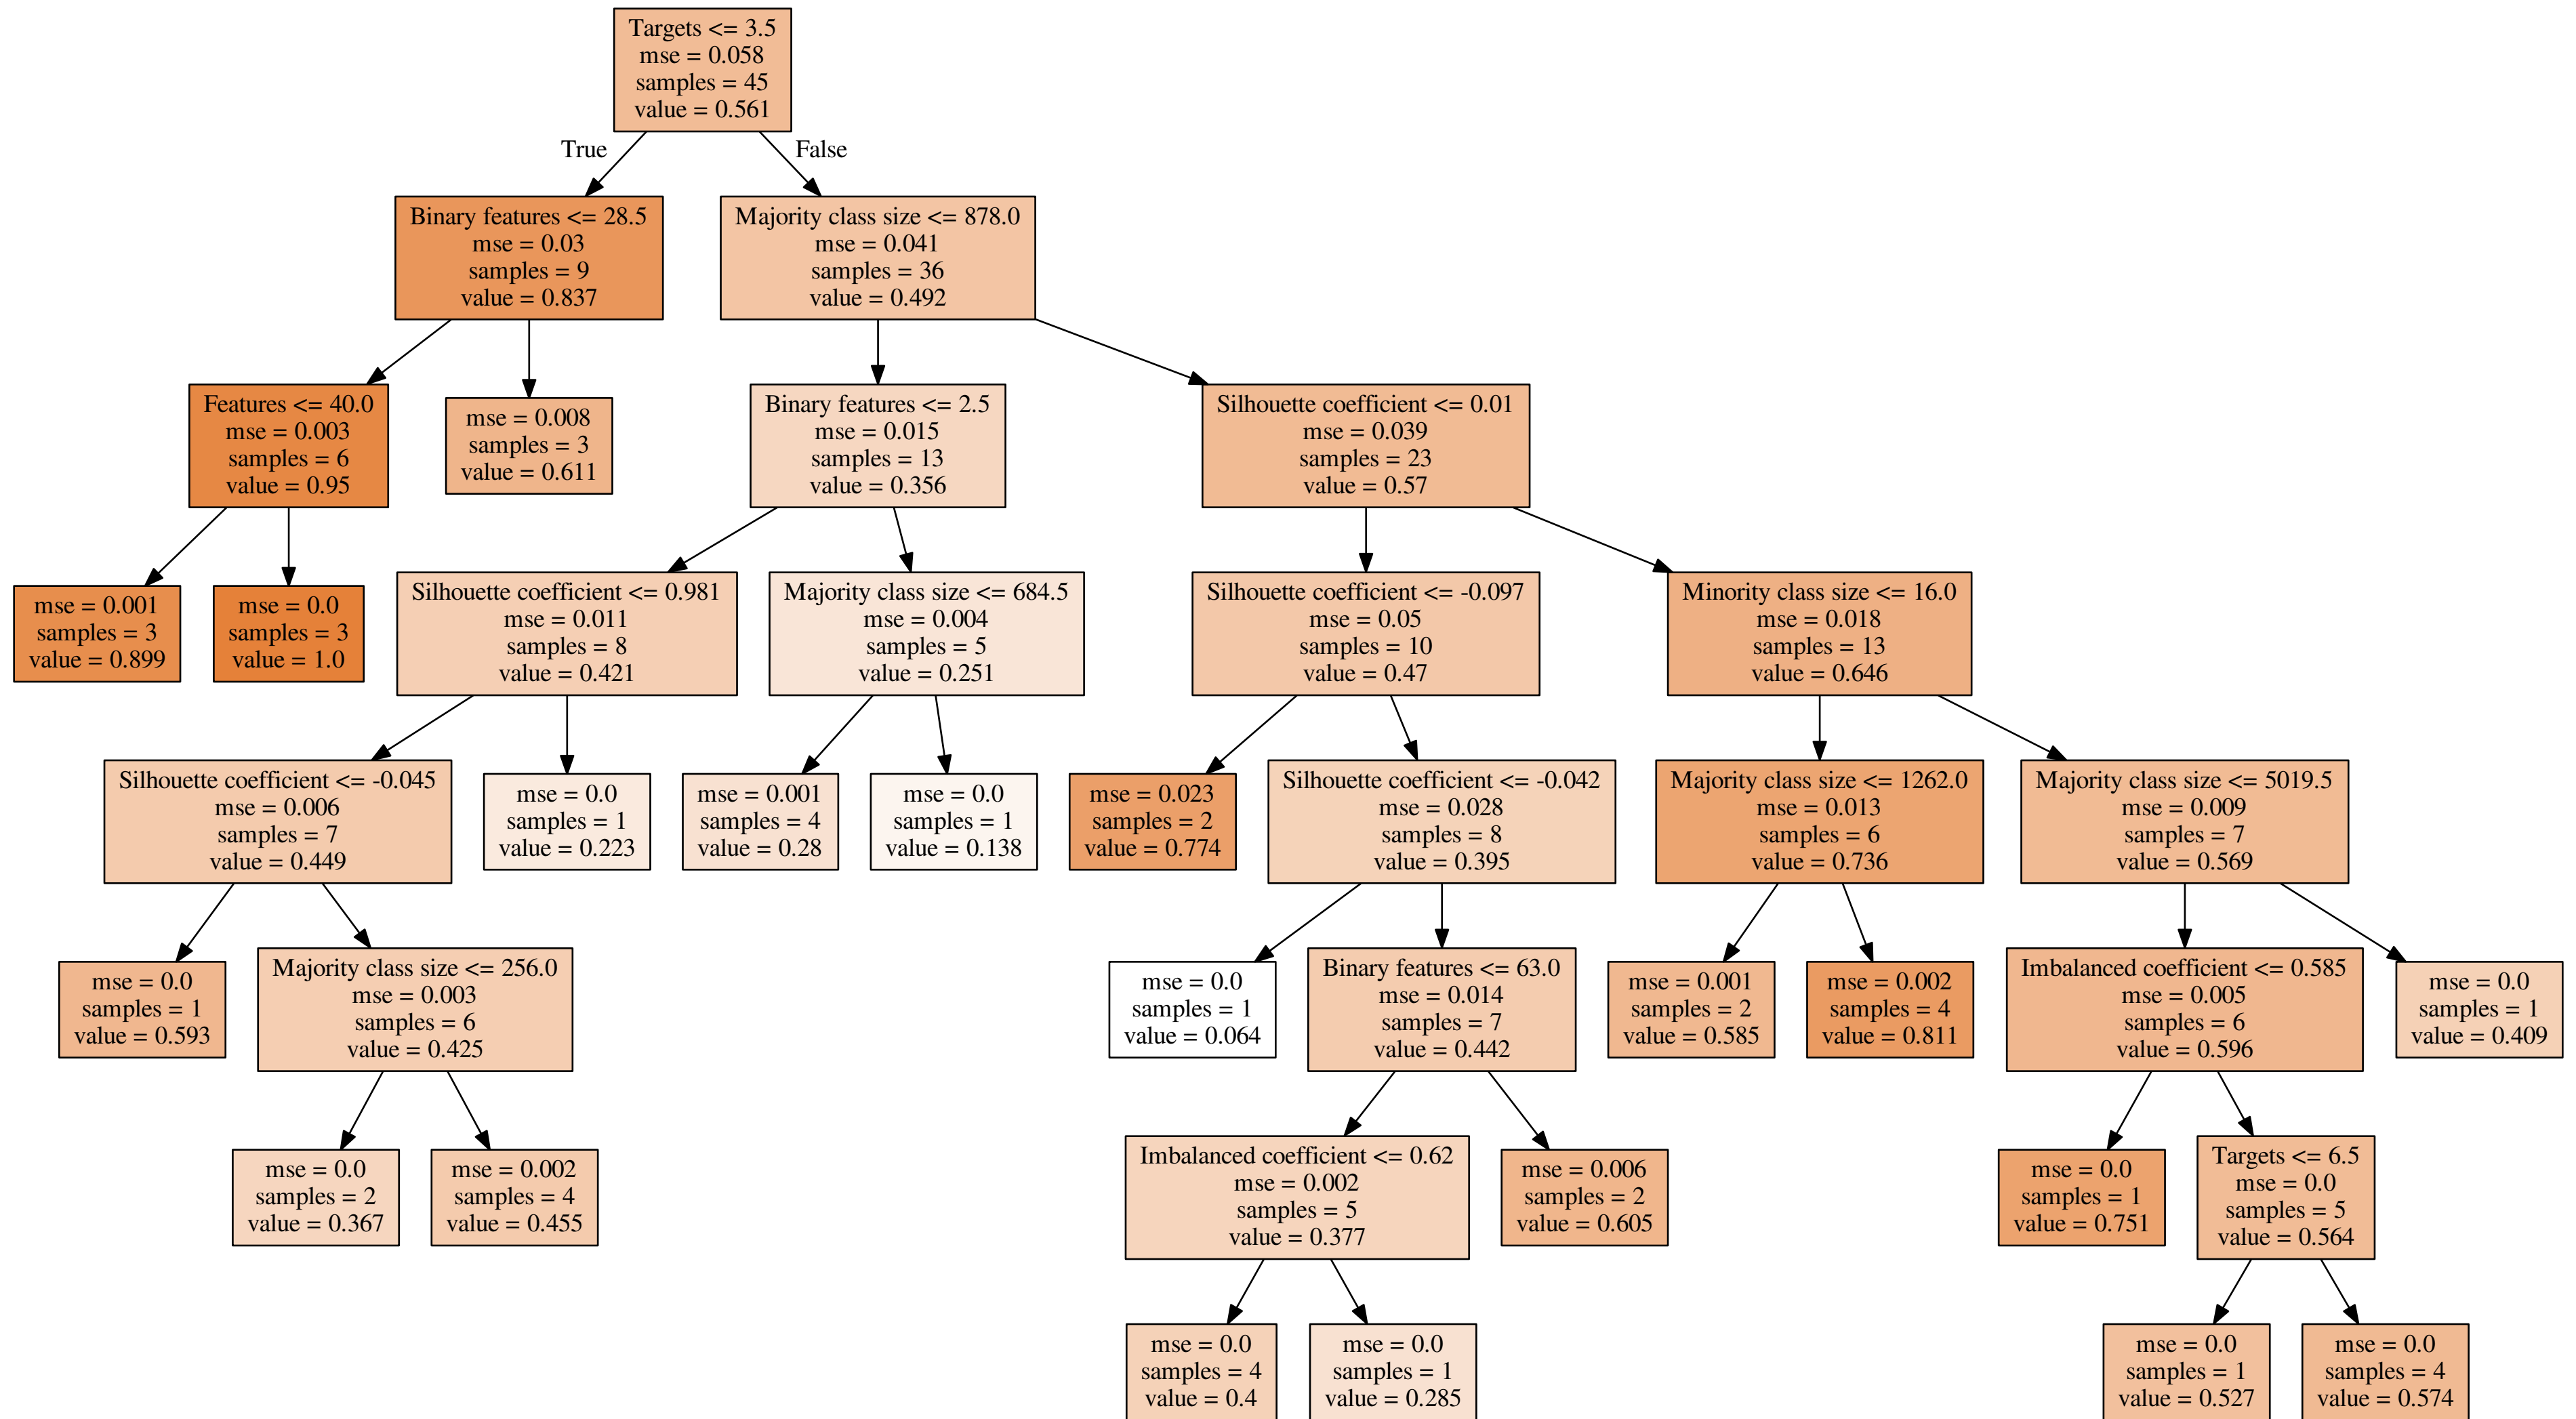 Targets <= 3.5
mse = 0.058
samples = 45
value = 0.561
True
False
Binary features <= 28.5
mse = 0.03
samples = 9
value = 0.837
Majority class size <= 878.0
mse = 0.041
samples = 36
value = 0.492
Features <= 40.0
mse = 0.003
samples = 6
value = 0.95
mse = 0.008
samples = 3
value = 0.611
Binary features <= 2.5
mse = 0.015
samples = 13
value = 0.356
Silhouette coefficient <= 0.01
mse = 0.039
samples = 23
value = 0.57
mse = 0.001
samples = 3
value = 0.899
mse = 0.0
samples = 3
value = 1.0
Silhouette coefficient <= 0.981
mse = 0.011
samples = 8
value = 0.421
Majority class size <= 684.5
mse = 0.004
samples = 5
value = 0.251
Silhouette coefficient <= -0.097
mse = 0.05
samples = 10
value = 0.47
Minority class size <= 16.0
mse = 0.018
samples = 13
value = 0.646
Silhouette coefficient <= -0.045
mse = 0.006
samples = 7
value = 0.449
mse = 0.0
samples = 1
value = 0.223
mse = 0.001
samples = 4
value = 0.28
mse = 0.0
samples = 1
value = 0.138
mse = 0.023
samples = 2
value = 0.774
Silhouette coefficient <= -0.042
mse = 0.028
samples = 8
value = 0.395
Majority class size <= 1262.0
mse = 0.013
samples = 6
value = 0.736
Majority class size <= 5019.5
mse = 0.009
samples = 7
value = 0.569
mse = 0.0
samples = 1
value = 0.593
Majority class size <= 256.0
mse = 0.003
samples = 6
value = 0.425
mse = 0.0
samples = 1
value = 0.064
Binary features <= 63.0
mse = 0.014
samples = 7
value = 0.442
mse = 0.001
samples = 2
value = 0.585
mse = 0.002
samples = 4
value = 0.811
Imbalanced coefficient <= 0.585
mse = 0.005
samples = 6
value = 0.596
mse = 0.0
samples = 1
value = 0.409
mse = 0.0
samples = 2
value = 0.367
mse = 0.002
samples = 4
value = 0.455
Imbalanced coefficient <= 0.62
mse = 0.002
samples = 5
value = 0.377
mse = 0.006
samples = 2
value = 0.605
mse = 0.0
samples = 1
value = 0.751
Targets <= 6.5
mse = 0.0
samples = 5
value = 0.564
mse = 0.0
samples = 4
value = 0.4
mse = 0.0
samples = 1
value = 0.285
mse = 0.0
samples = 1
value = 0.527
mse = 0.0
samples = 4
value = 0.574